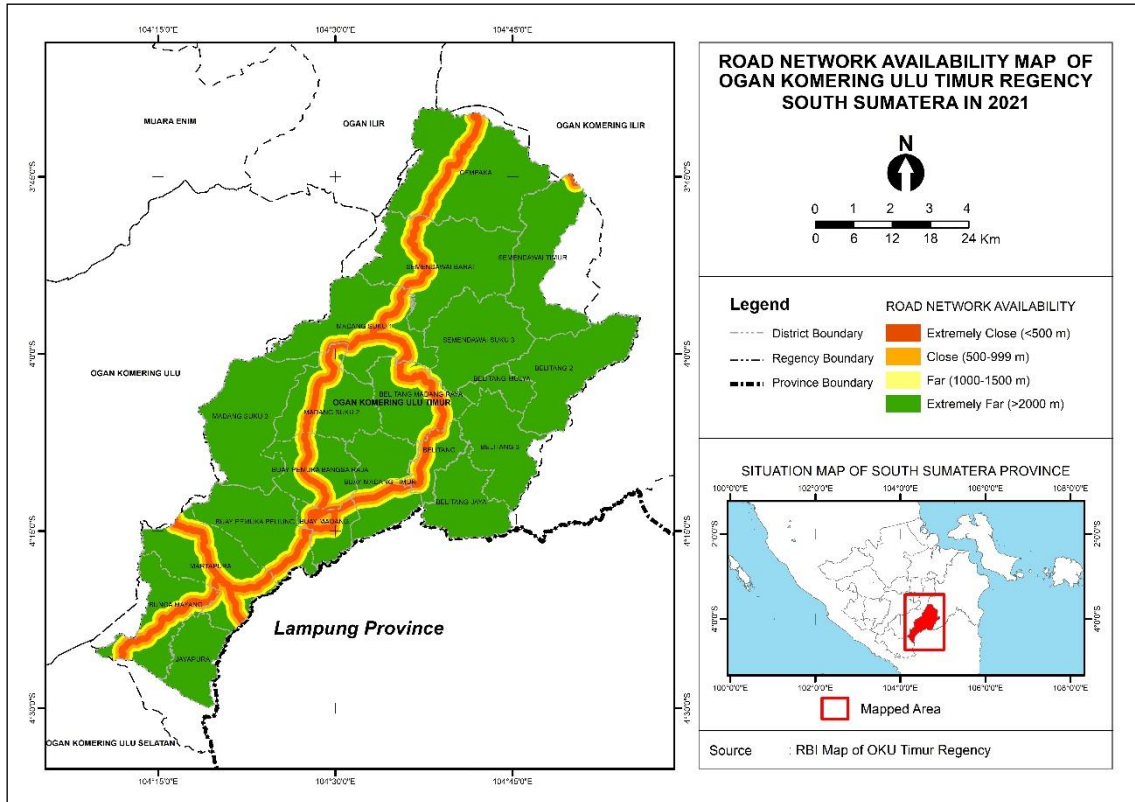 104°15'0"E 104°30'0"E 104°45'0"E
MUARA ENIM
OGAN ILIR
OGAN KOMERING ILIR
3°45'0"S
3°45'0"S
CEMPAKA
SEMENDAWAI TIMUR
SEMENDAWAI BARAT
MADANG SUKU 1
SEMENDAWAI SUKU 3
4°0'0"S
4°0'0"S
OGAN KOMERING ULU
BELITANG 2
BELITANG MULYA
BELITANG MADANG RAYA
OGAN KOMERING ULU TIMUR
MADANG SUKU 3
MADANG SUKU 2
BELITANG
BELITANG 3
BUAY PEMUKA BANGSA RAJA
BUAY MADANG TIMUR
BELITANG JAYA
BUAY PEMUKA PELIUNG
BUAY MADANG
4°15'0"S
4°15'0"S
MARTAPURA
BUNGA MAYANG
Lampung Province
JAYAPURA
4°30'0"S
4°30'0"S
OGAN KOMERING ULU SELATAN
104°15'0"E 104°30'0"E 104°45'0"E
ROAD NETWORK AVAILABILITY MAP OF
OGAN KOMERING ULU TIMUR REGENCY
SOUTH SUMATERA IN 2021
N
0 1 2 3 4
0 6 12 18 24 Km
Legend
District Boundary
Regency Boundary
Province Boundary
ROAD NETWORK AVAILABILITY
Extremely Close (<500 m)
Close (500-999 m)
Far (1000-1500 m)
Extremely Far (>2000 m)
SITUATION MAP OF SOUTH SUMATERA PROVINCE
100°0'0"E 102°0'0"E 104°0'0"E 106°0'0"E 108°0'0"E
2°0'0"S
2°0'0"S
4°0'0"S
4°0'0"S
100°0'0"E 102°0'0"E 104°0'0"E 106°0'0"E 108°0'0"E
Mapped Area
Source : RBI Map of OKU Timur Regency